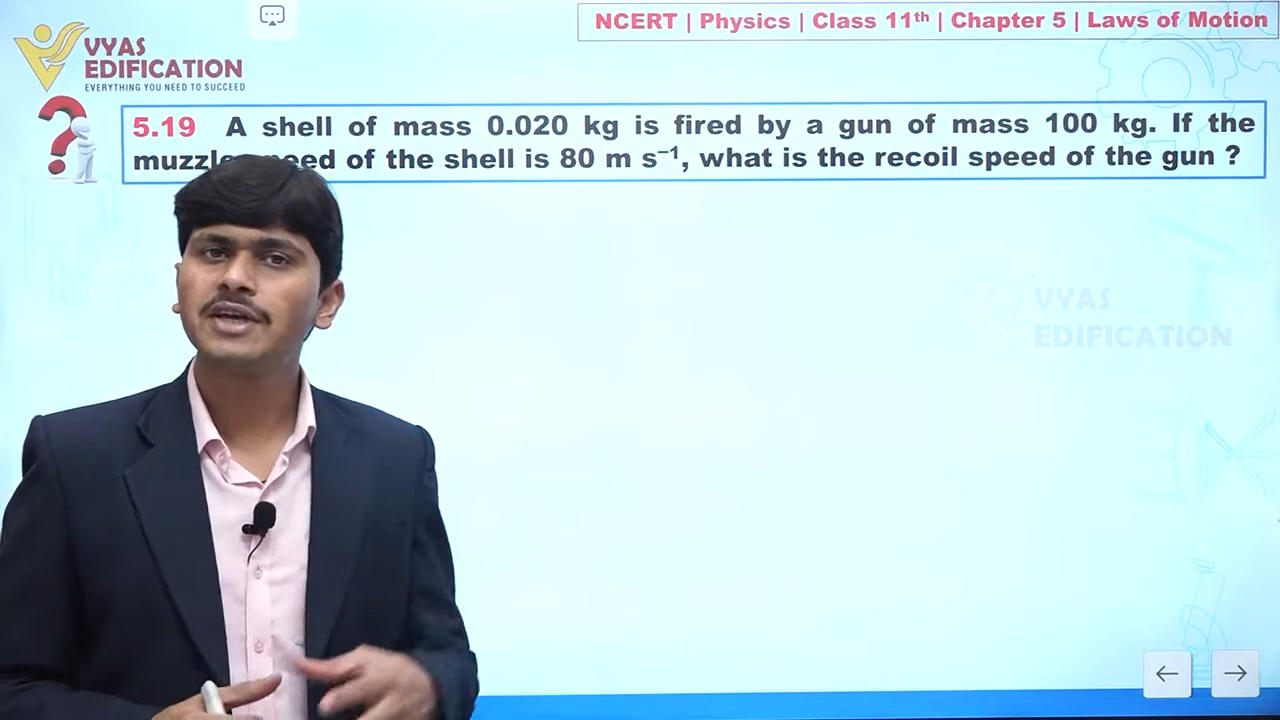 NCERT | Physics | Class 11th | Chapter 5 | Laws of Motion
VYAS
EDIFICATION
EVERYTHING YOU NEED TO SUCCEED
5.19 A shell of mass 0.020 kg is fired by a gun of mass 100 kg. If the
of the shell is 80 m s⁻¹, what is the recoil speed of the gun ?
VYAS
EDIFICATION